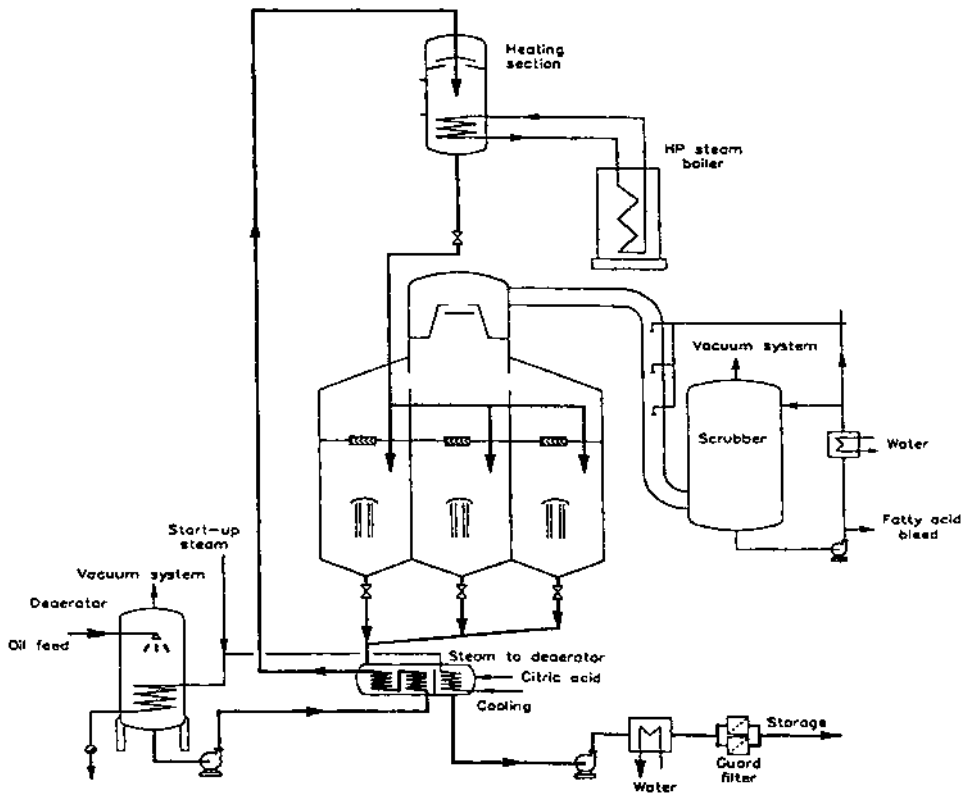 Heating
section
HP steam
boiler
Vacuum system
Scrubber
Water
Fatty acid
bleed
Start-up
steam
Vacuum system
Deaerator
Oil feed
Steam to deaerator
Citric acid
Cooling
Storage
Guard
filter
Water